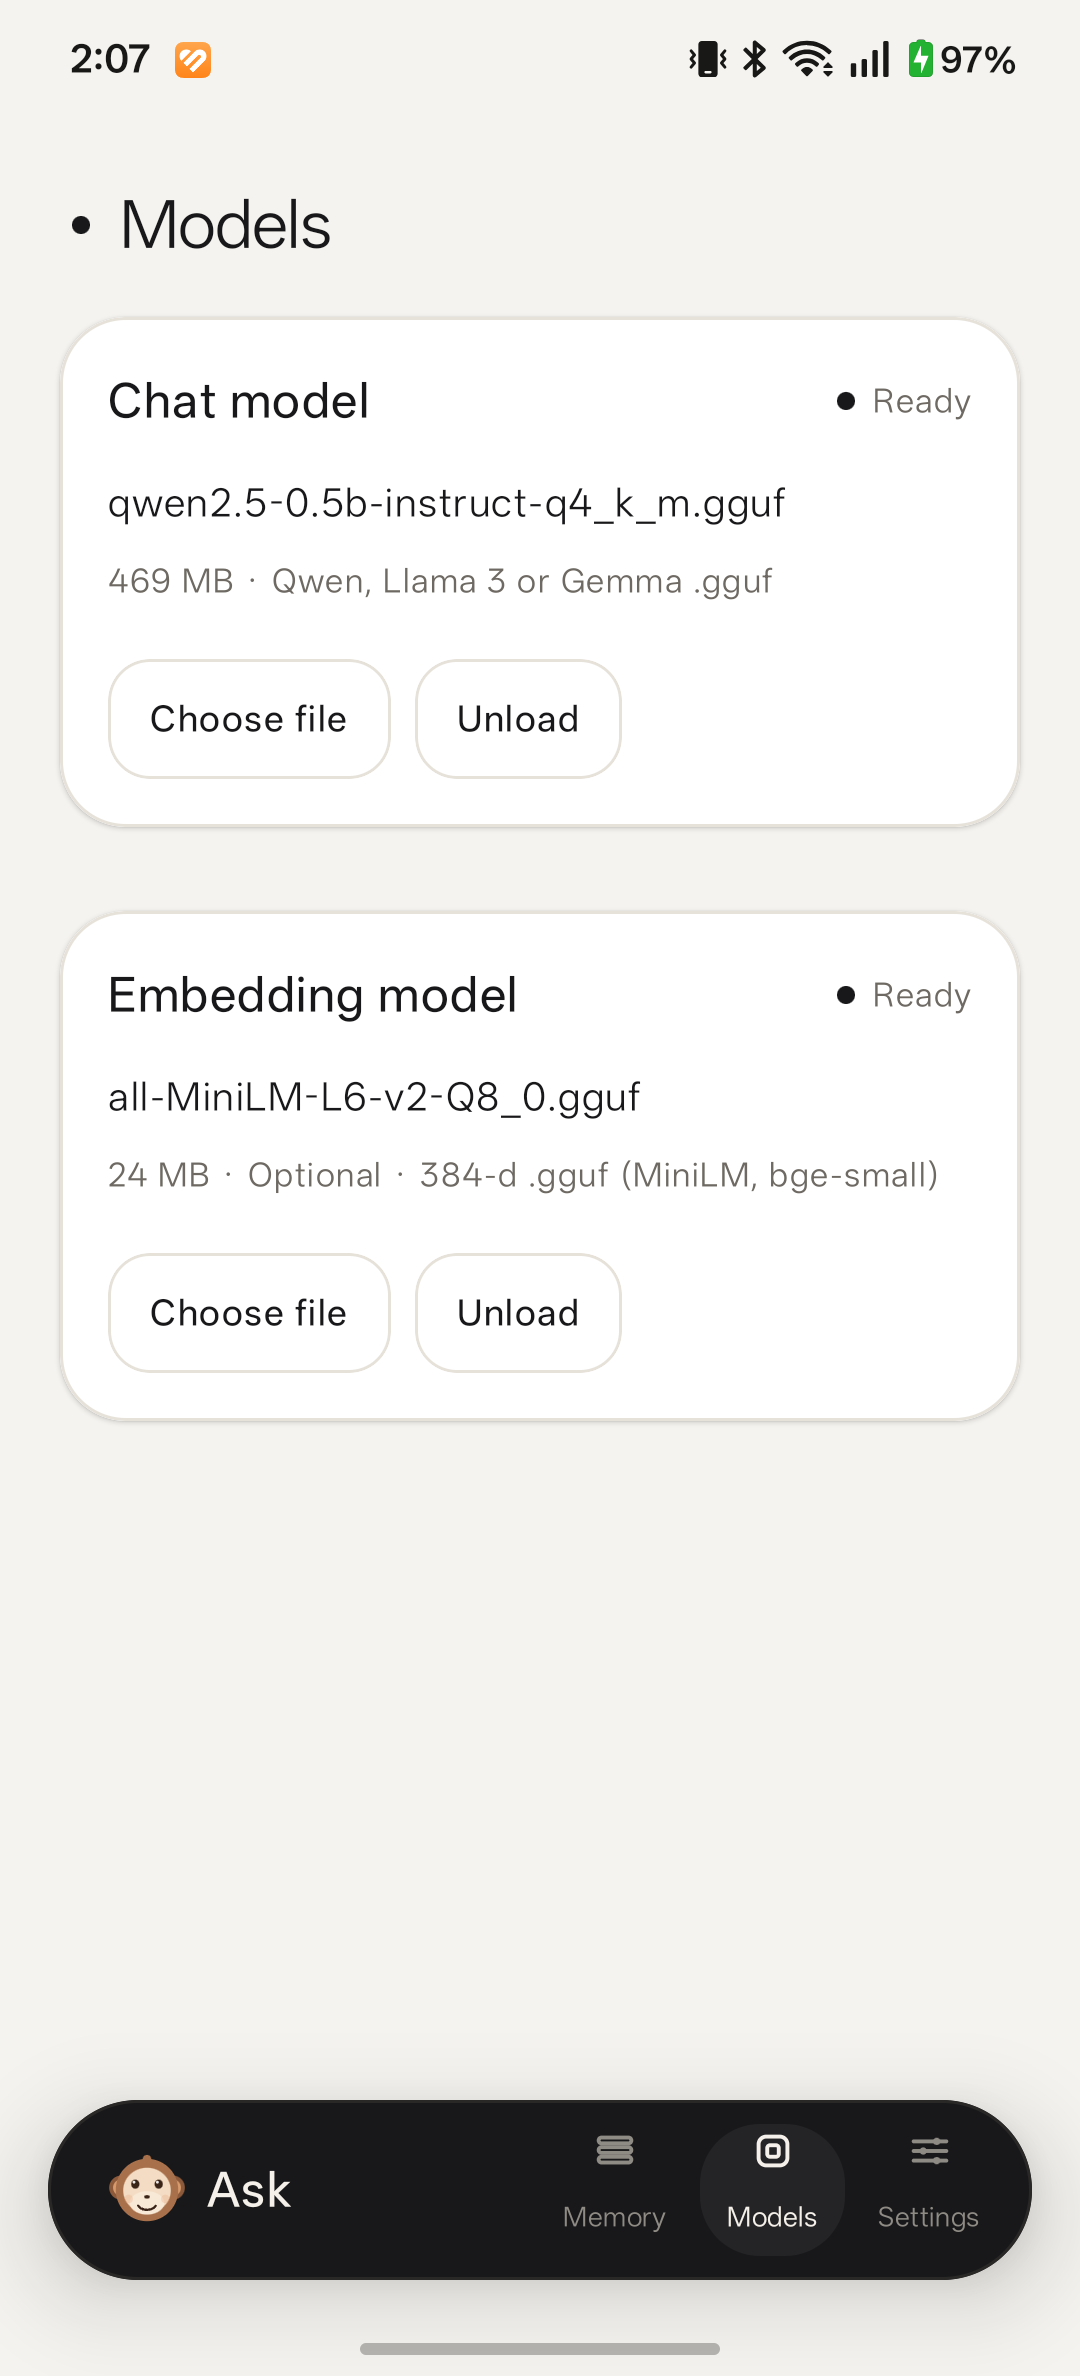 2:07
97%
• Models
Chat model
• Ready
qwen2.5-0.5b-instruct-q4_k_m.gguf
469 MB · Qwen, Llama 3 or Gemma .gguf
Choose file
Unload
Embedding model
• Ready
all-MiniLM-L6-v2-Q8_0.gguf
24 MB · Optional · 384-d .gguf (MiniLM, bge-small)
Choose file
Unload
Ask
Memory
Models
Settings